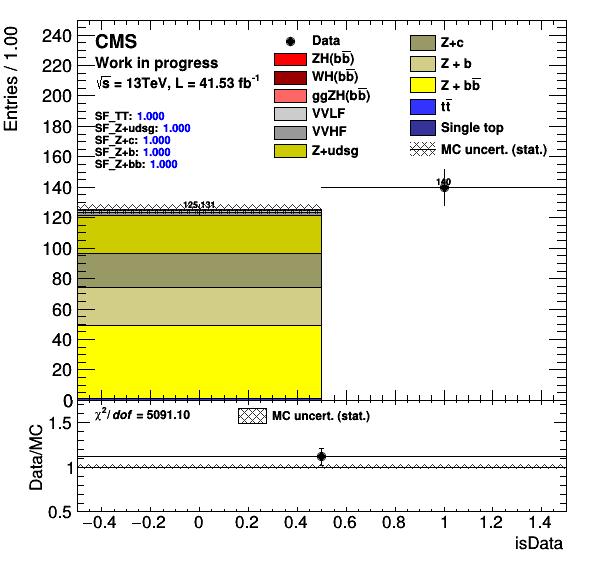 CMS
Work in progress
√s = 13TeV, L = 41.53 fb⁻¹
SF_TT: 1.000
SF_Z+udsg: 1.000
SF_Z+c: 1.000
SF_Z+b: 1.000
SF_Z+bb: 1.000
Data
ZH(bb̅)
WH(bb̅)
ggZH(bb̅)
VVLF
VVHF
Z+udsg
Z+c
Z + b
Z + bb̅
tt̅
Single top
MC uncert. (stat.)
Entries / 1.00
240
220
200
180
160
140
120
100
80
60
40
20
0
125.131
140
χ²/dof = 5091.10
MC uncert. (stat.)
Data/MC
1.5
1
0.5
−0.4 −0.2 0 0.2 0.4 0.6 0.8 1 1.2 1.4
isData